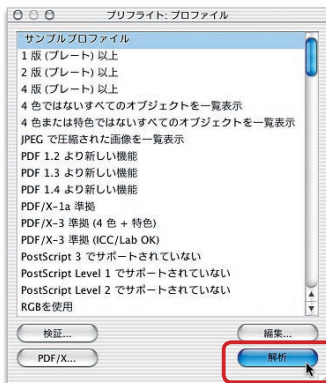 プリフライト: プロファイル
サンプルプロファイル
1 版 (プレート) 以上
2 版 (プレート) 以上
4 版 (プレート) 以上
4 色ではないすべてのオブジェクトを一覧表示
4 色または特色ではないすべてのオブジェクトを一覧表示
JPEG で圧縮された画像を一覧表示
PDF 1.2 より新しい機能
PDF 1.3 より新しい機能
PDF 1.4 より新しい機能
PDF/X-1a 準拠
PDF/X-3 準拠 (4 色 + 特色)
PDF/X-3 準拠 (ICC/Lab OK)
PostScript 3 でサポートされていない
PostScript Level 1 でサポートされていない
PostScript Level 2 でサポートされていない
RGBを使用
検証... 編集...
PDF/X... 解析